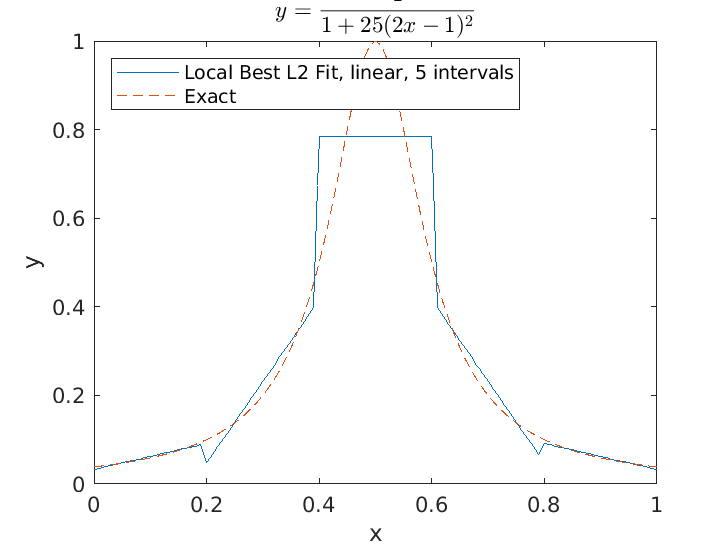 y = ‾1 + 25(2x − 1)²
Local Best L2 Fit, linear, 5 intervals
Exact
1
0.8
0.6
0.4
0.2
0
y
0
0.2
0.4
0.6
0.8
1
x